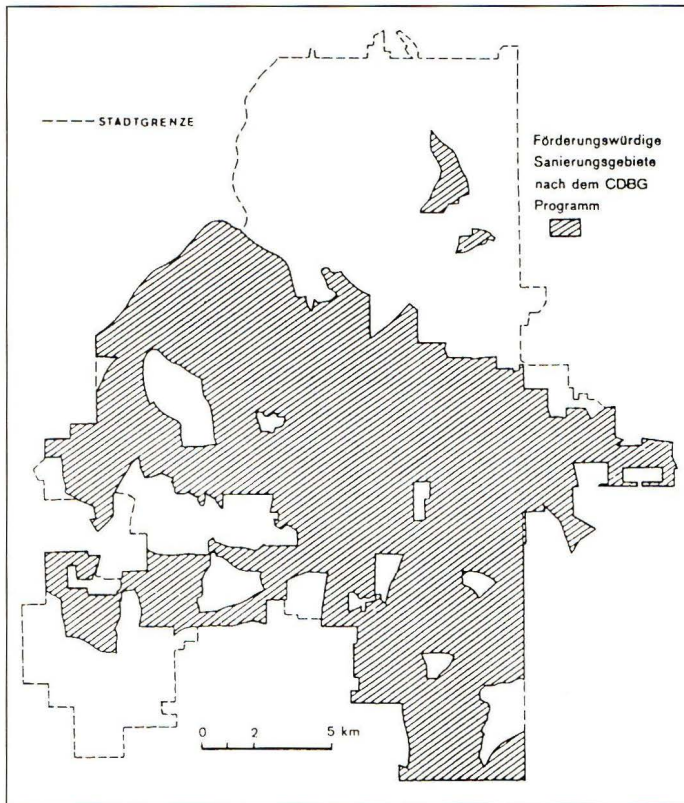 STADTGRENZE
Förderungswürdige
Sanierungsgebiete
nach dem CDBG
Programm
0 2 5 km